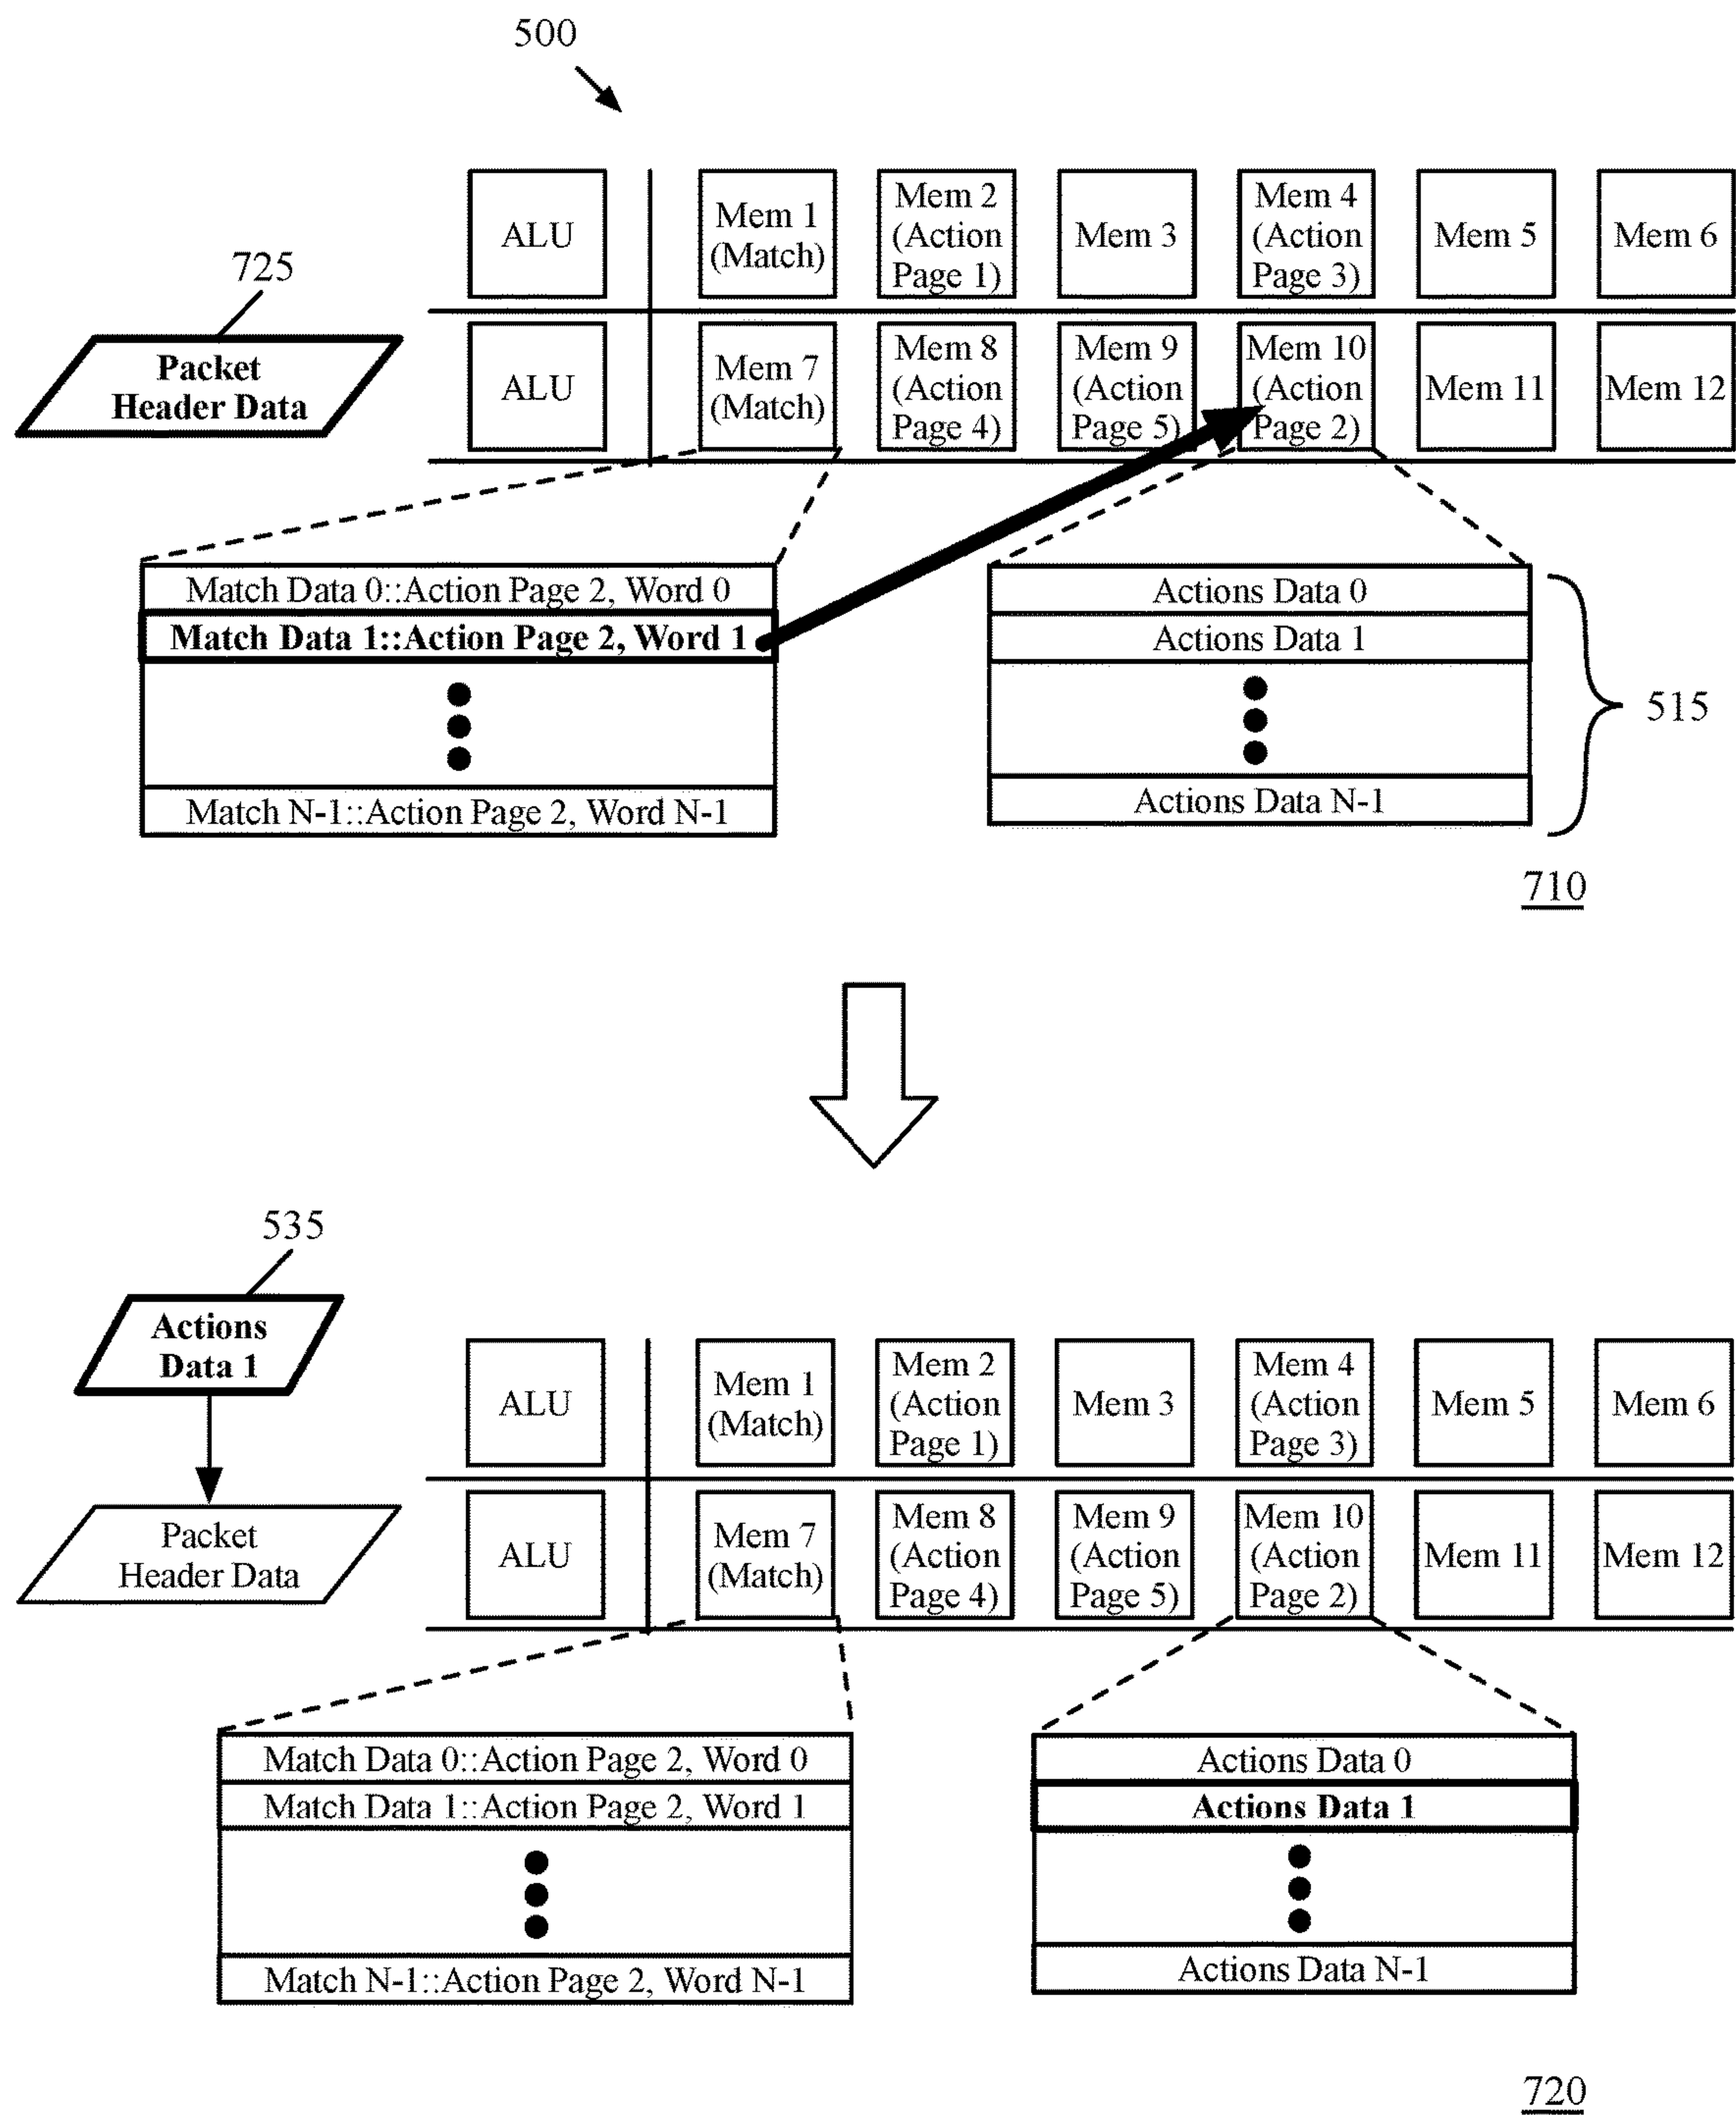 500
ALU
Mem 1
(Match)
Mem 2
(Action
Page 1)
Mem 3
Mem 4
(Action
Page 3)
Mem 5
Mem 6
725
Packet
Header Data
ALU
Mem 7
(Match)
Mem 8
(Action
Page 4)
Mem 9
(Action
Page 5)
Mem 10
(Action
Page 2)
Mem 11
Mem 12
Match Data 0::Action Page 2, Word 0
Match Data 1::Action Page 2, Word 1
Match N-1::Action Page 2, Word N-1
Actions Data 0
Actions Data 1
Actions Data N-1
515
710
535
Actions
Data 1
ALU
Mem 1
(Match)
Mem 2
(Action
Page 1)
Mem 3
Mem 4
(Action
Page 3)
Mem 5
Mem 6
Packet
Header Data
ALU
Mem 7
(Match)
Mem 8
(Action
Page 4)
Mem 9
(Action
Page 5)
Mem 10
(Action
Page 2)
Mem 11
Mem 12
Match Data 0::Action Page 2, Word 0
Match Data 1::Action Page 2, Word 1
Match N-1::Action Page 2, Word N-1
Actions Data 0
Actions Data 1
Actions Data N-1
720